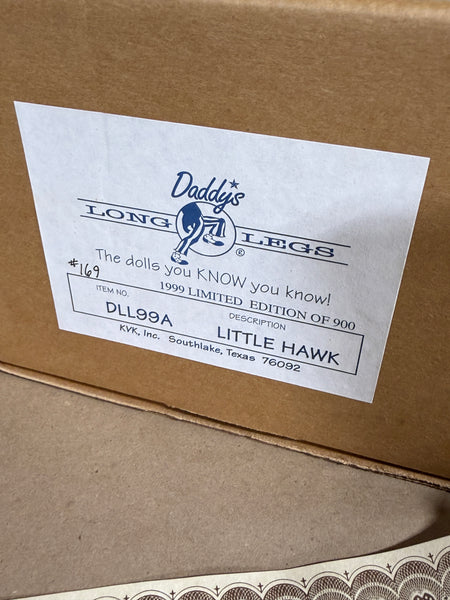 Daddy's
LONG LEGS
®
The dolls you KNOW you know!
#169
1999 LIMITED EDITION OF 900
ITEM NO. DESCRIPTION
DLL99A LITTLE HAWK
KVK, Inc. Southlake, Texas 76092